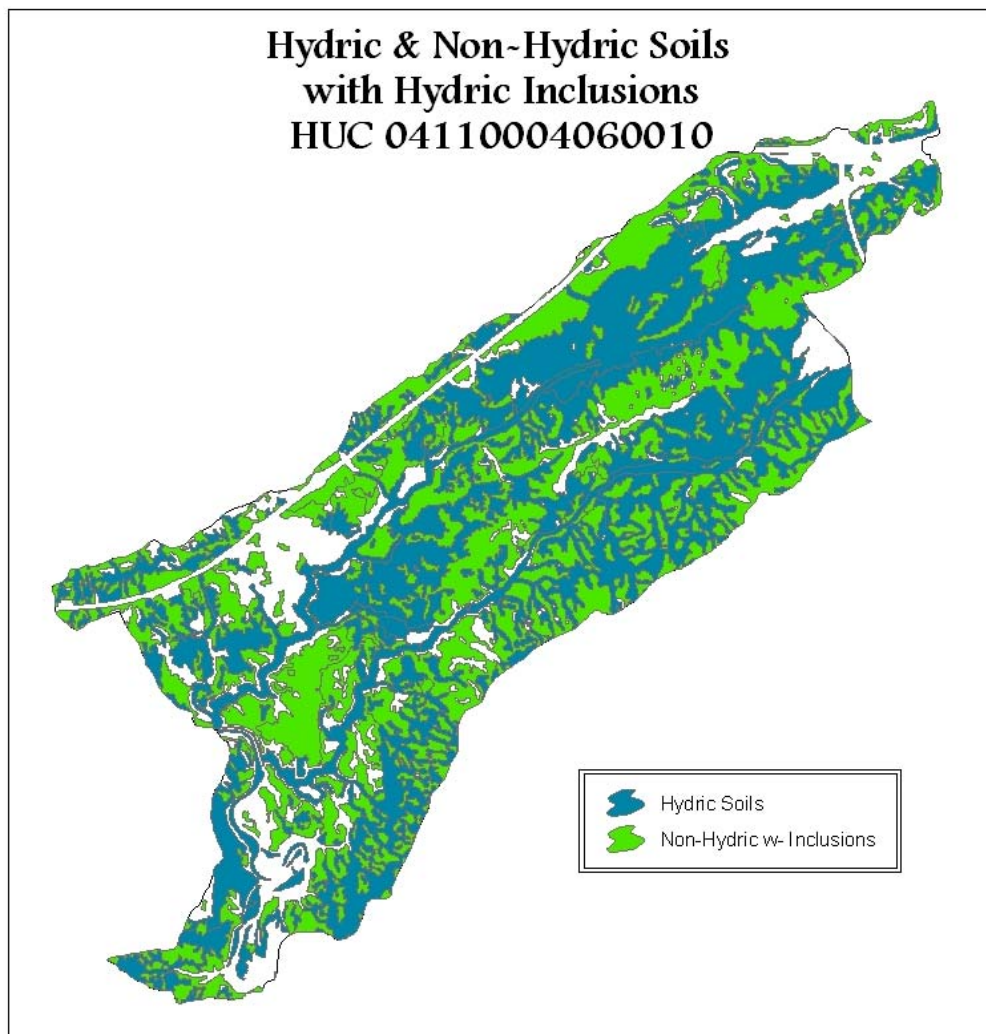 Hydric & Non-Hydric Soils
with Hydric Inclusions
HUC 04110004060010
Hydric Soils
Non-Hydric w- Inclusions